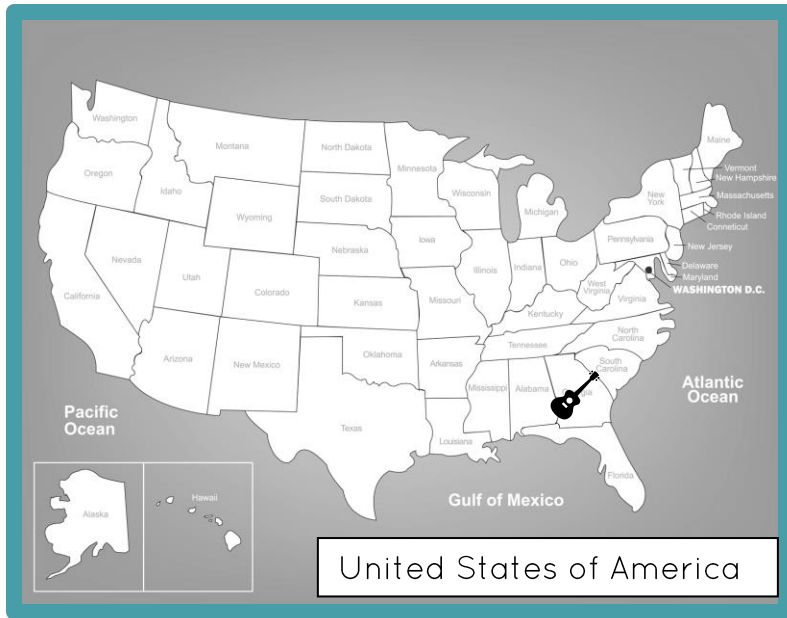 Washington
Montana
North Dakota
Minnesota
Maine
Oregon
Idaho
Wyoming
South Dakota
Wisconsin
Michigan
New
York
Vermont
New Hampshire
Massachusetts
Rhode Island
Conneticut
Nevada
Utah
Colorado
Nebraska
Iowa
Illinois
Indiana
Ohio
Pennsylvania
New Jersey
Delaware
Maryland
WASHINGTON D.C.
California
Kansas
Missouri
West
Virginia
Virginia
Kentucky
Arizona
New Mexico
Oklahoma
Arkansas
Tennessee
North
Carolina
South
Carolina
Mississippi
Alabama
Texas
Louisiana
Florida
Pacific
Ocean
Atlantic
Ocean
Gulf of Mexico
Alaska
Hawaii
United States of America